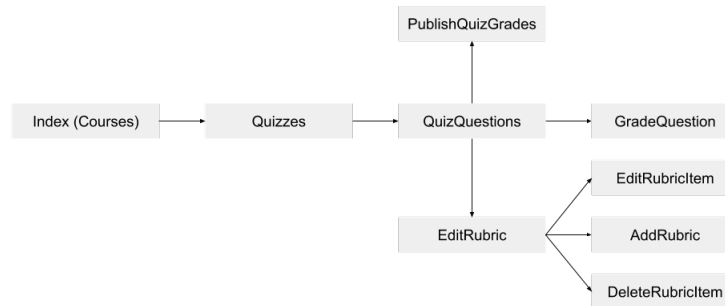 PublishQuizGrades
Index (Courses)
Quizzes
QuizQuestions
GradeQuestion
EditRubricItem
EditRubric
AddRubric
DeleteRubricItem